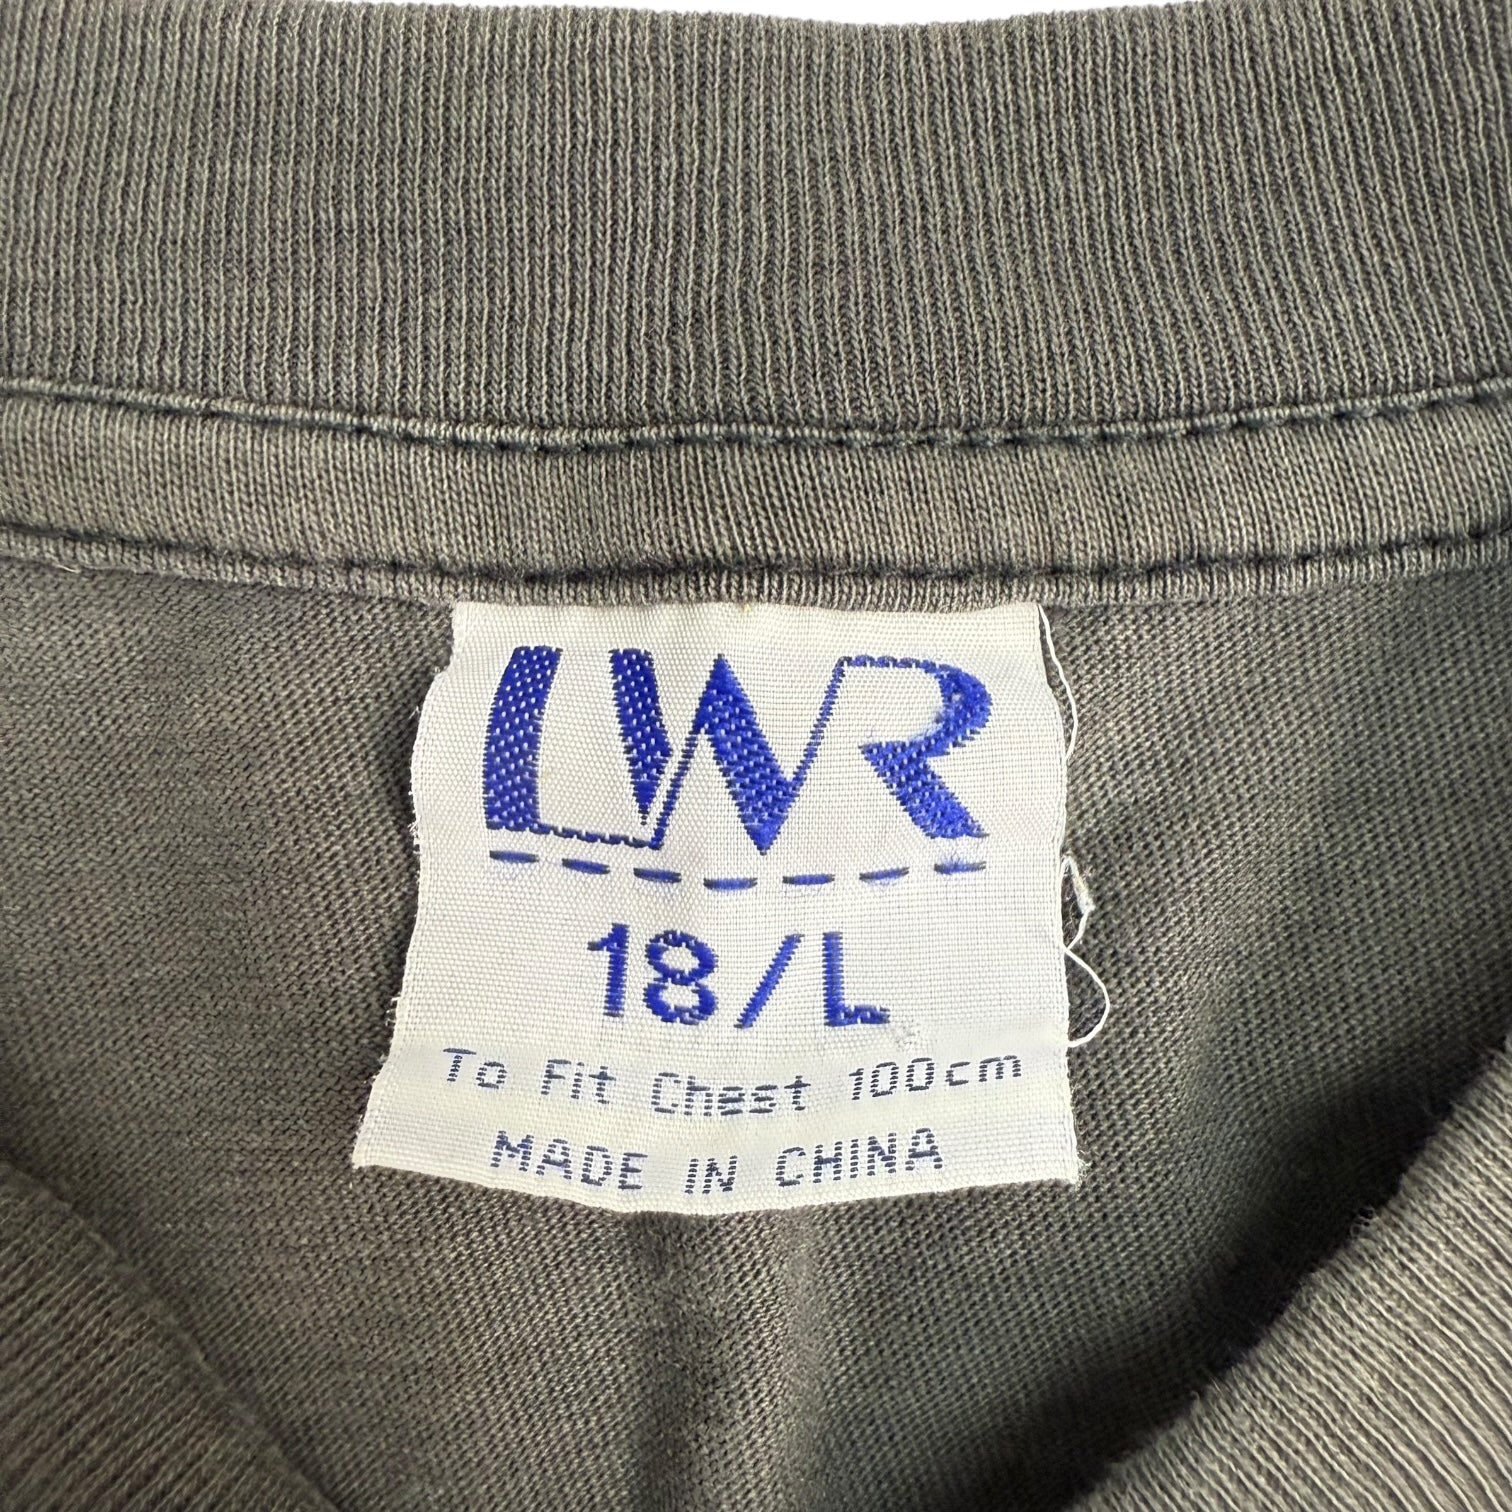 LWR
18/L
To Fit Chest 100cm
MADE IN CHINA